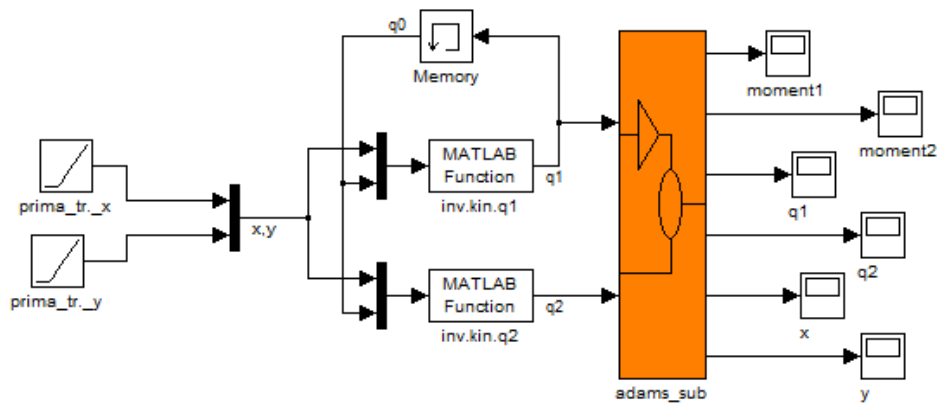 q0
Memory
moment1
moment2
prima_tr._x
prima_tr._y
x,y
MATLAB
Function
inv.kin.q1
q1
MATLAB
Function
inv.kin.q2
q2
adams_sub
q1
q2
x
y